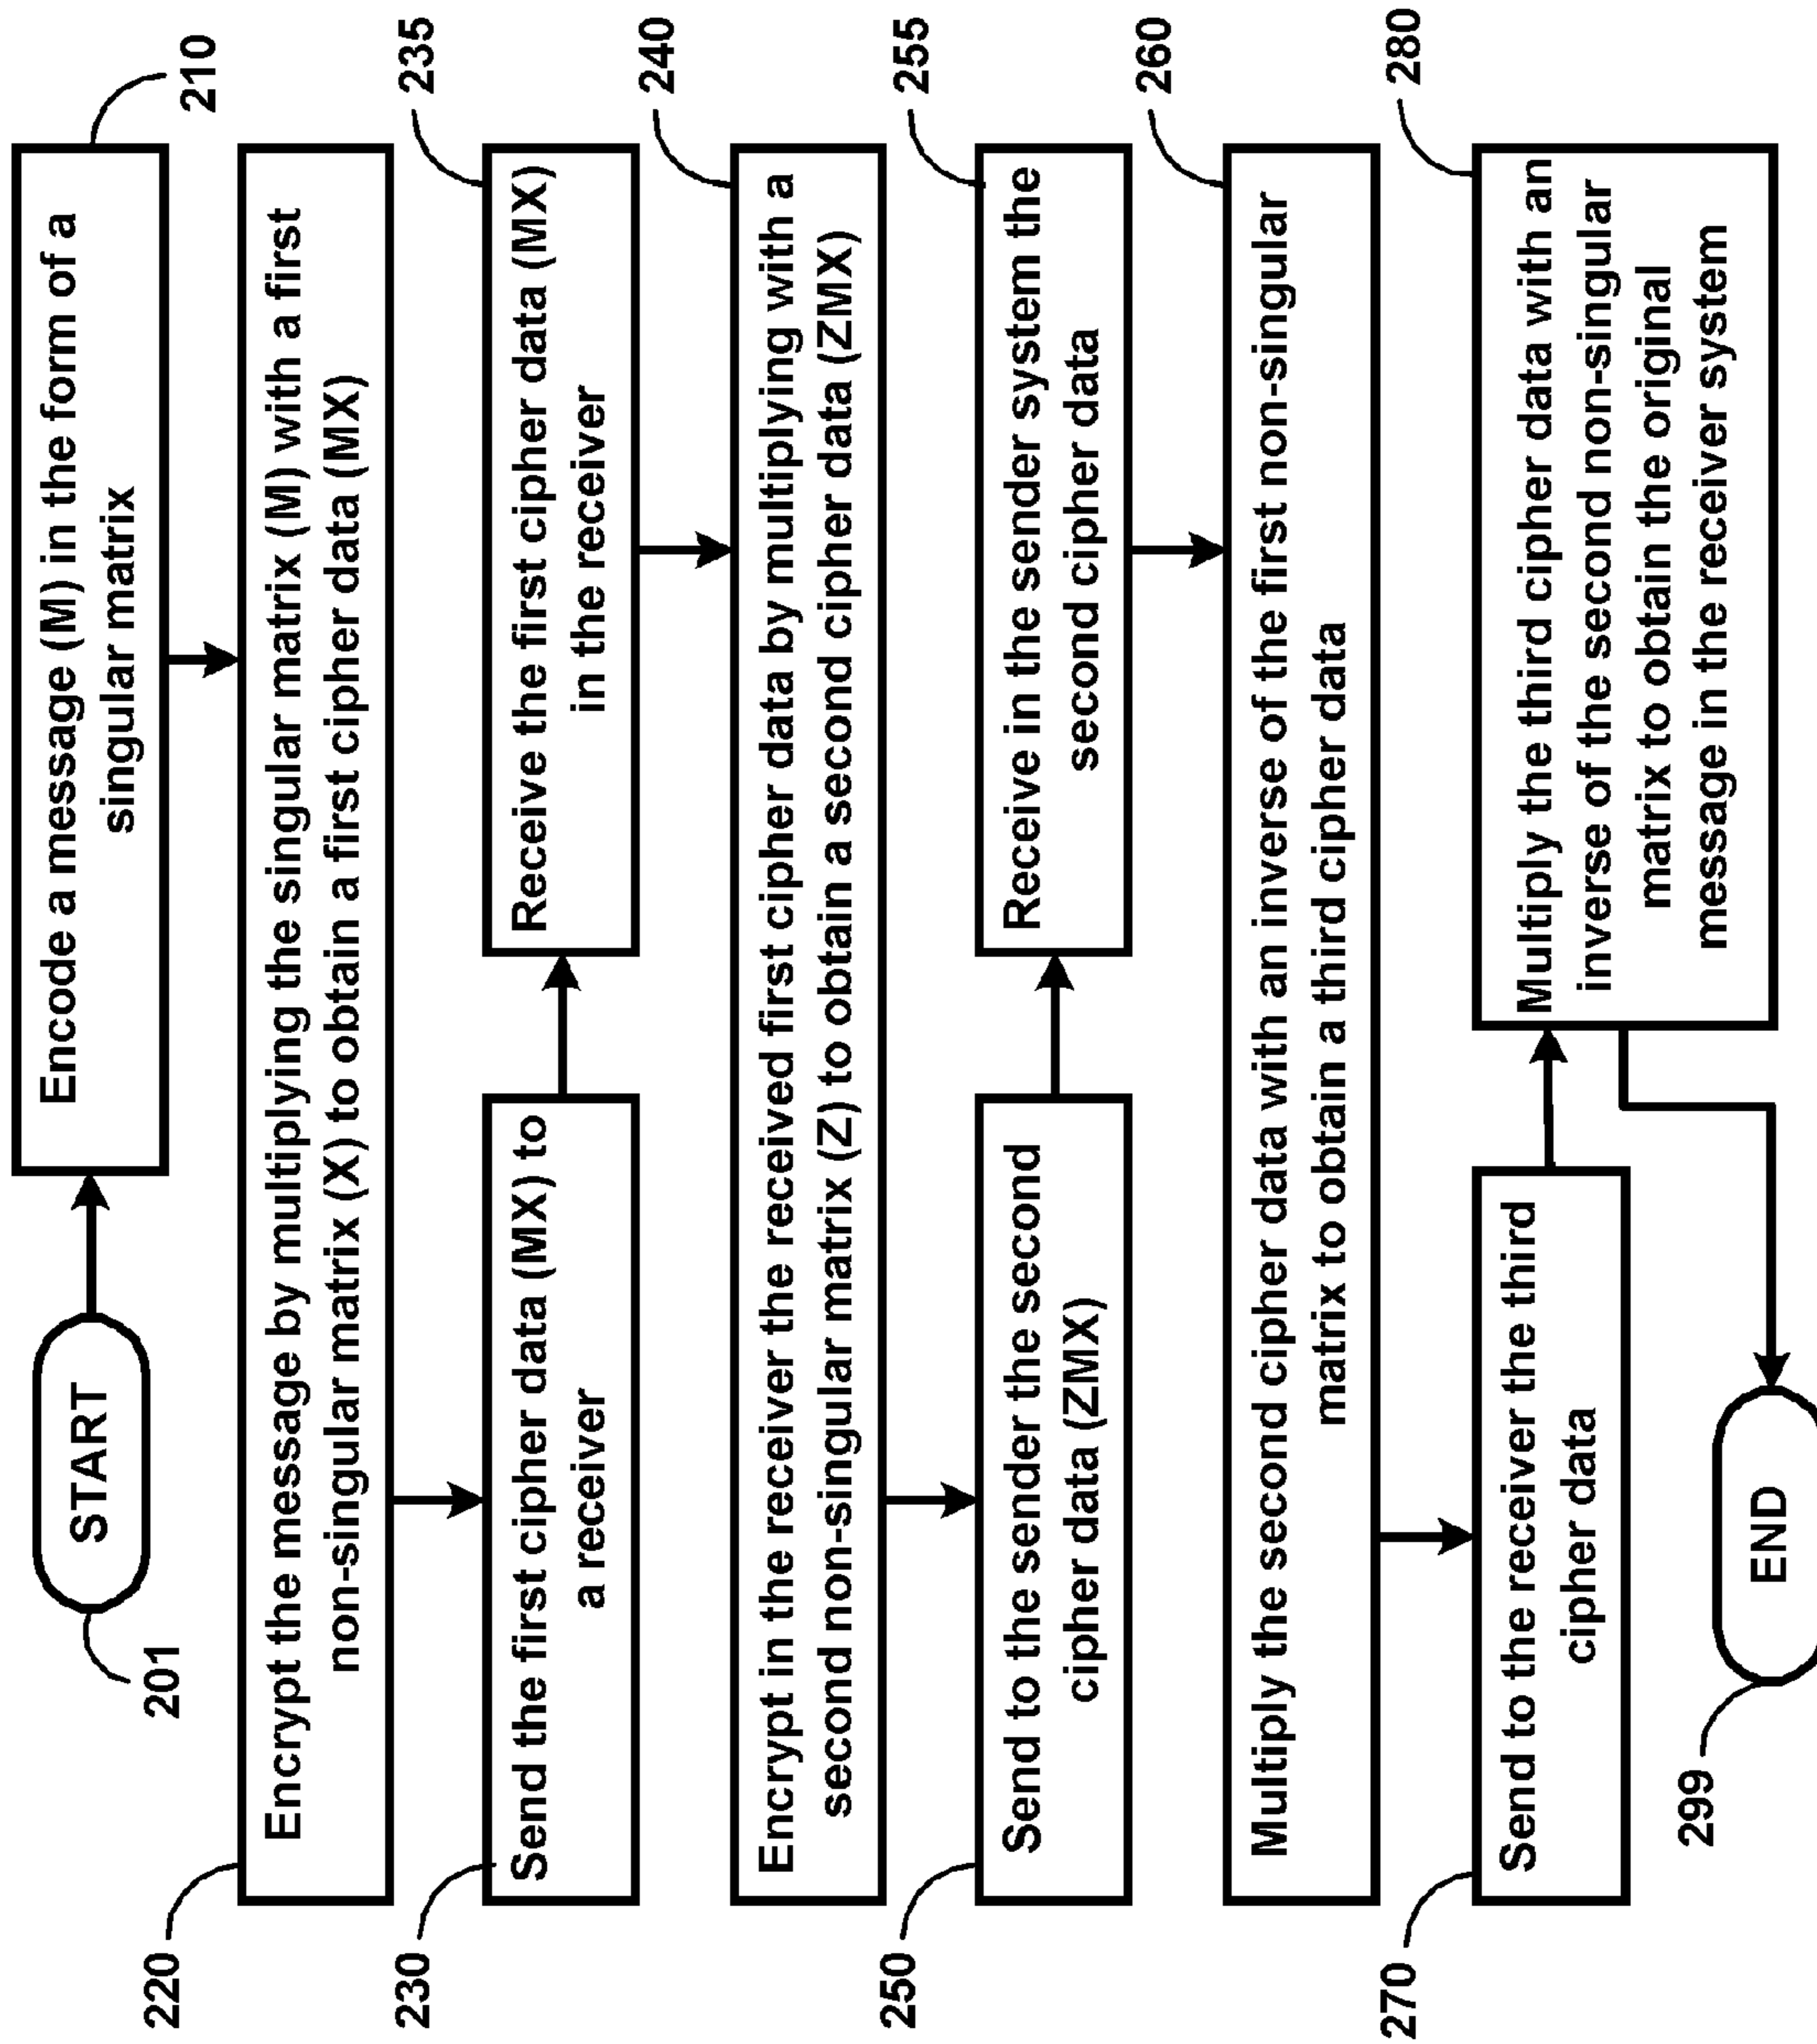 START
201
Encode a message (M) in the form of a
singular matrix
210
220
Encrypt the message by multiplying the singular matrix (M) with a first
non-singular matrix (X) to obtain a first cipher data (MX)
230
Send the first cipher data (MX) to
a receiver
235
Receive the first cipher data (MX)
in the receiver
240
Encrypt in the receiver the received first cipher data by multiplying with a
second non-singular matrix (Z) to obtain a second cipher data (ZMX)
250
Send to the sender the second
cipher data (ZMX)
255
Receive in the sender system the
second cipher data
260
Multiply the second cipher data with an inverse of the first non-singular
matrix to obtain a third cipher data
270
Send to the receiver the third
cipher data
280
Multiply the third cipher data with an
inverse of the second non-singular
matrix to obtain the original
message in the receiver system
299
END